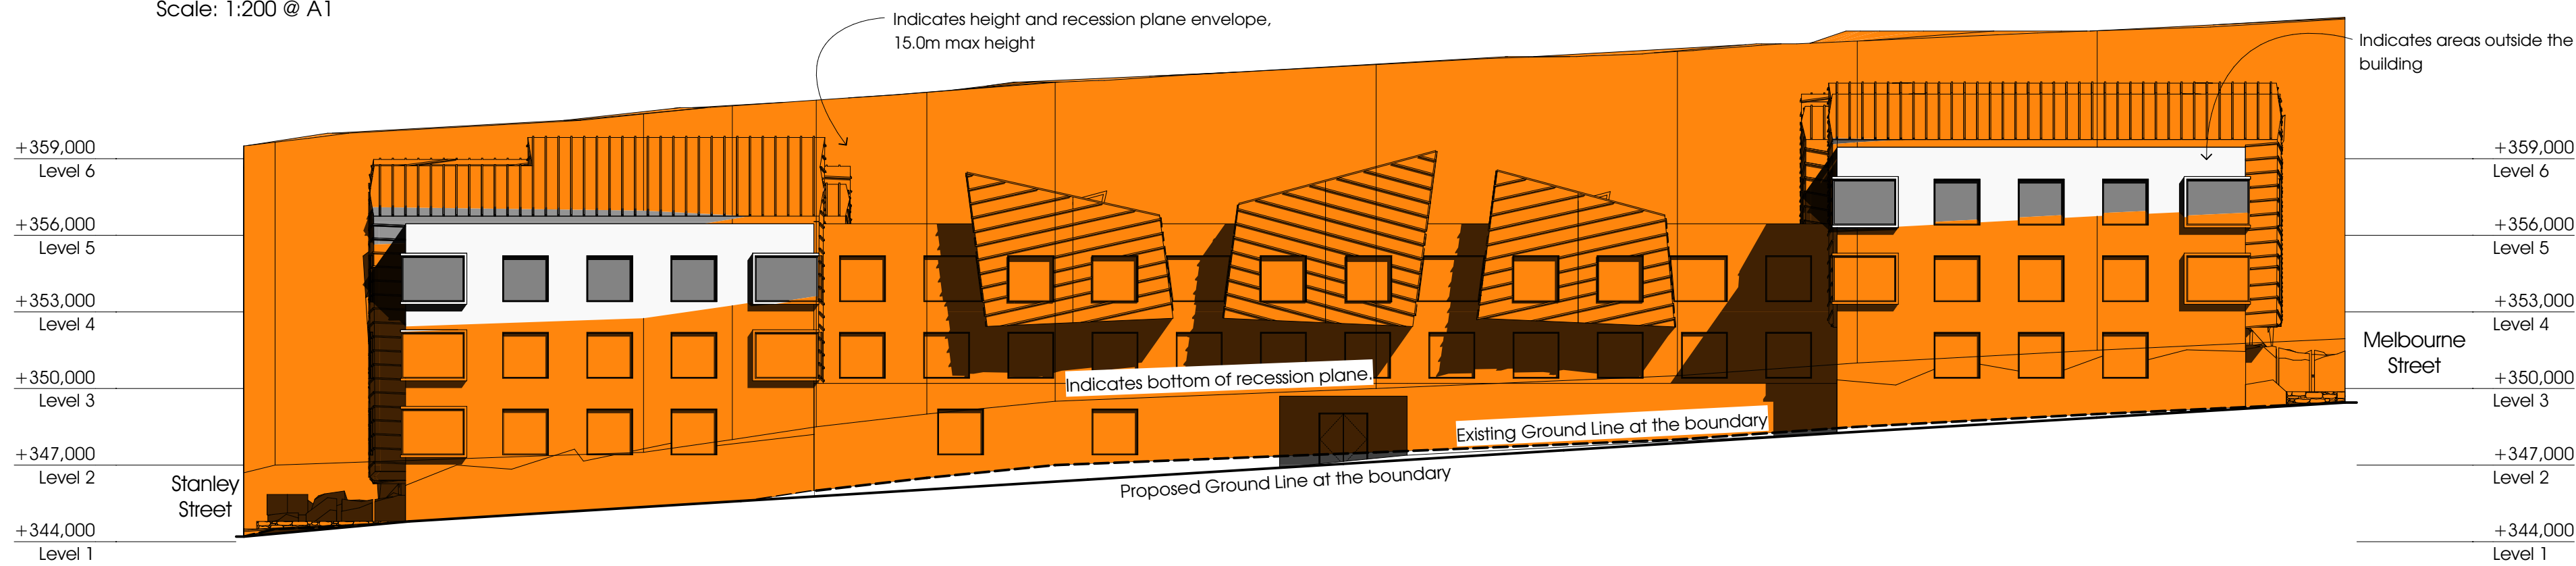 Scale: 1:200 @ A1
Indicates height and recession plane envelope,
15.0m max height
Indicates areas outside the
building
+359,000
Level 6
+356,000
Level 5
+353,000
Level 4
+350,000
Level 3
+347,000
Level 2
+344,000
Level 1
Stanley
Street
Indicates bottom of recession plane.
Existing Ground Line at the boundary
Proposed Ground Line at the boundary
+359,000
Level 6
+356,000
Level 5
+353,000
Level 4
Melbourne
Street
+350,000
Level 3
+347,000
Level 2
+344,000
Level 1